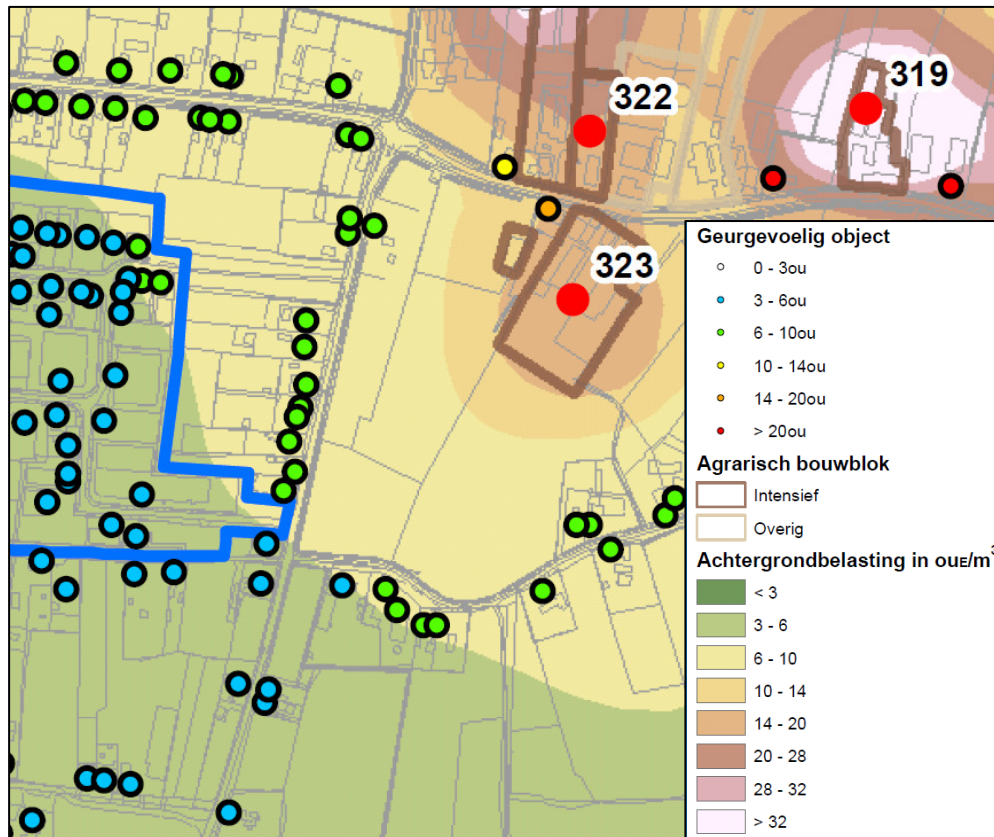 319
322
323
Geurgevoelig object
0 - 3ou
3 - 6ou
6 - 10ou
10 - 14ou
14 - 20ou
> 20ou
Agrarisch bouwblok
Intensief
Overig
Achtergrondbelasting in ouE/m³
< 3
3 - 6
6 - 10
10 - 14
14 - 20
20 - 28
28 - 32
> 32